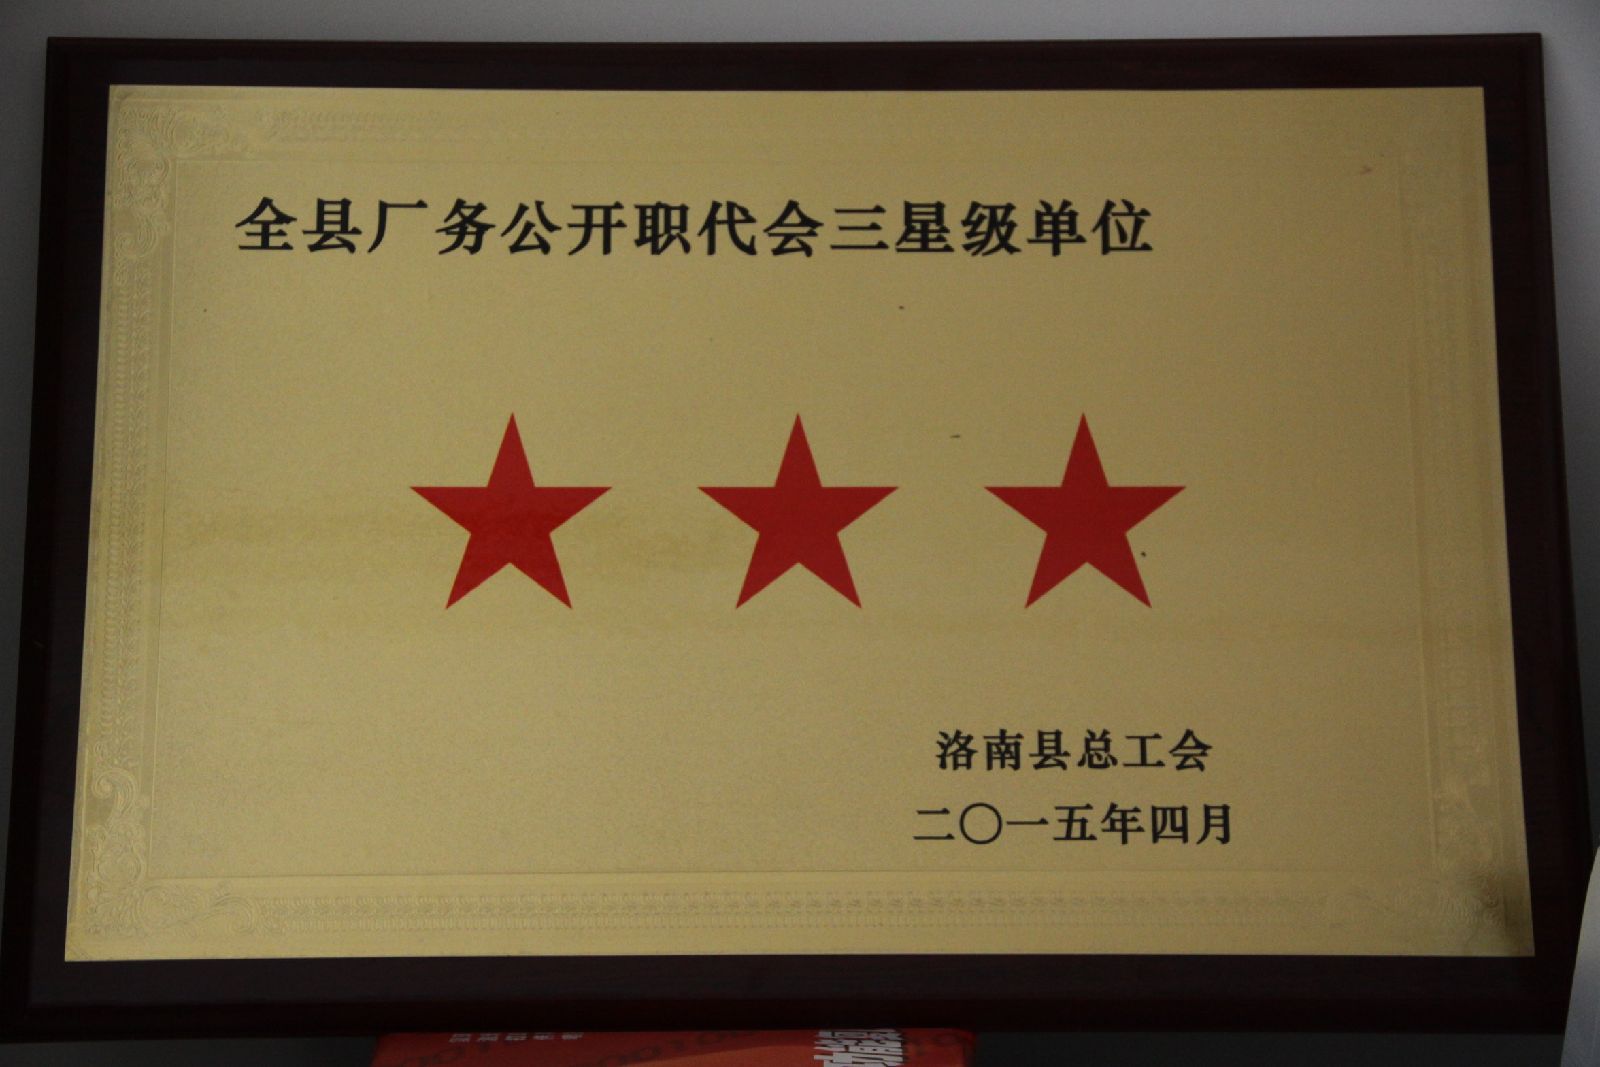 全县厂务公开职代会三星级单位
洛南县总工会
二〇一五年四月